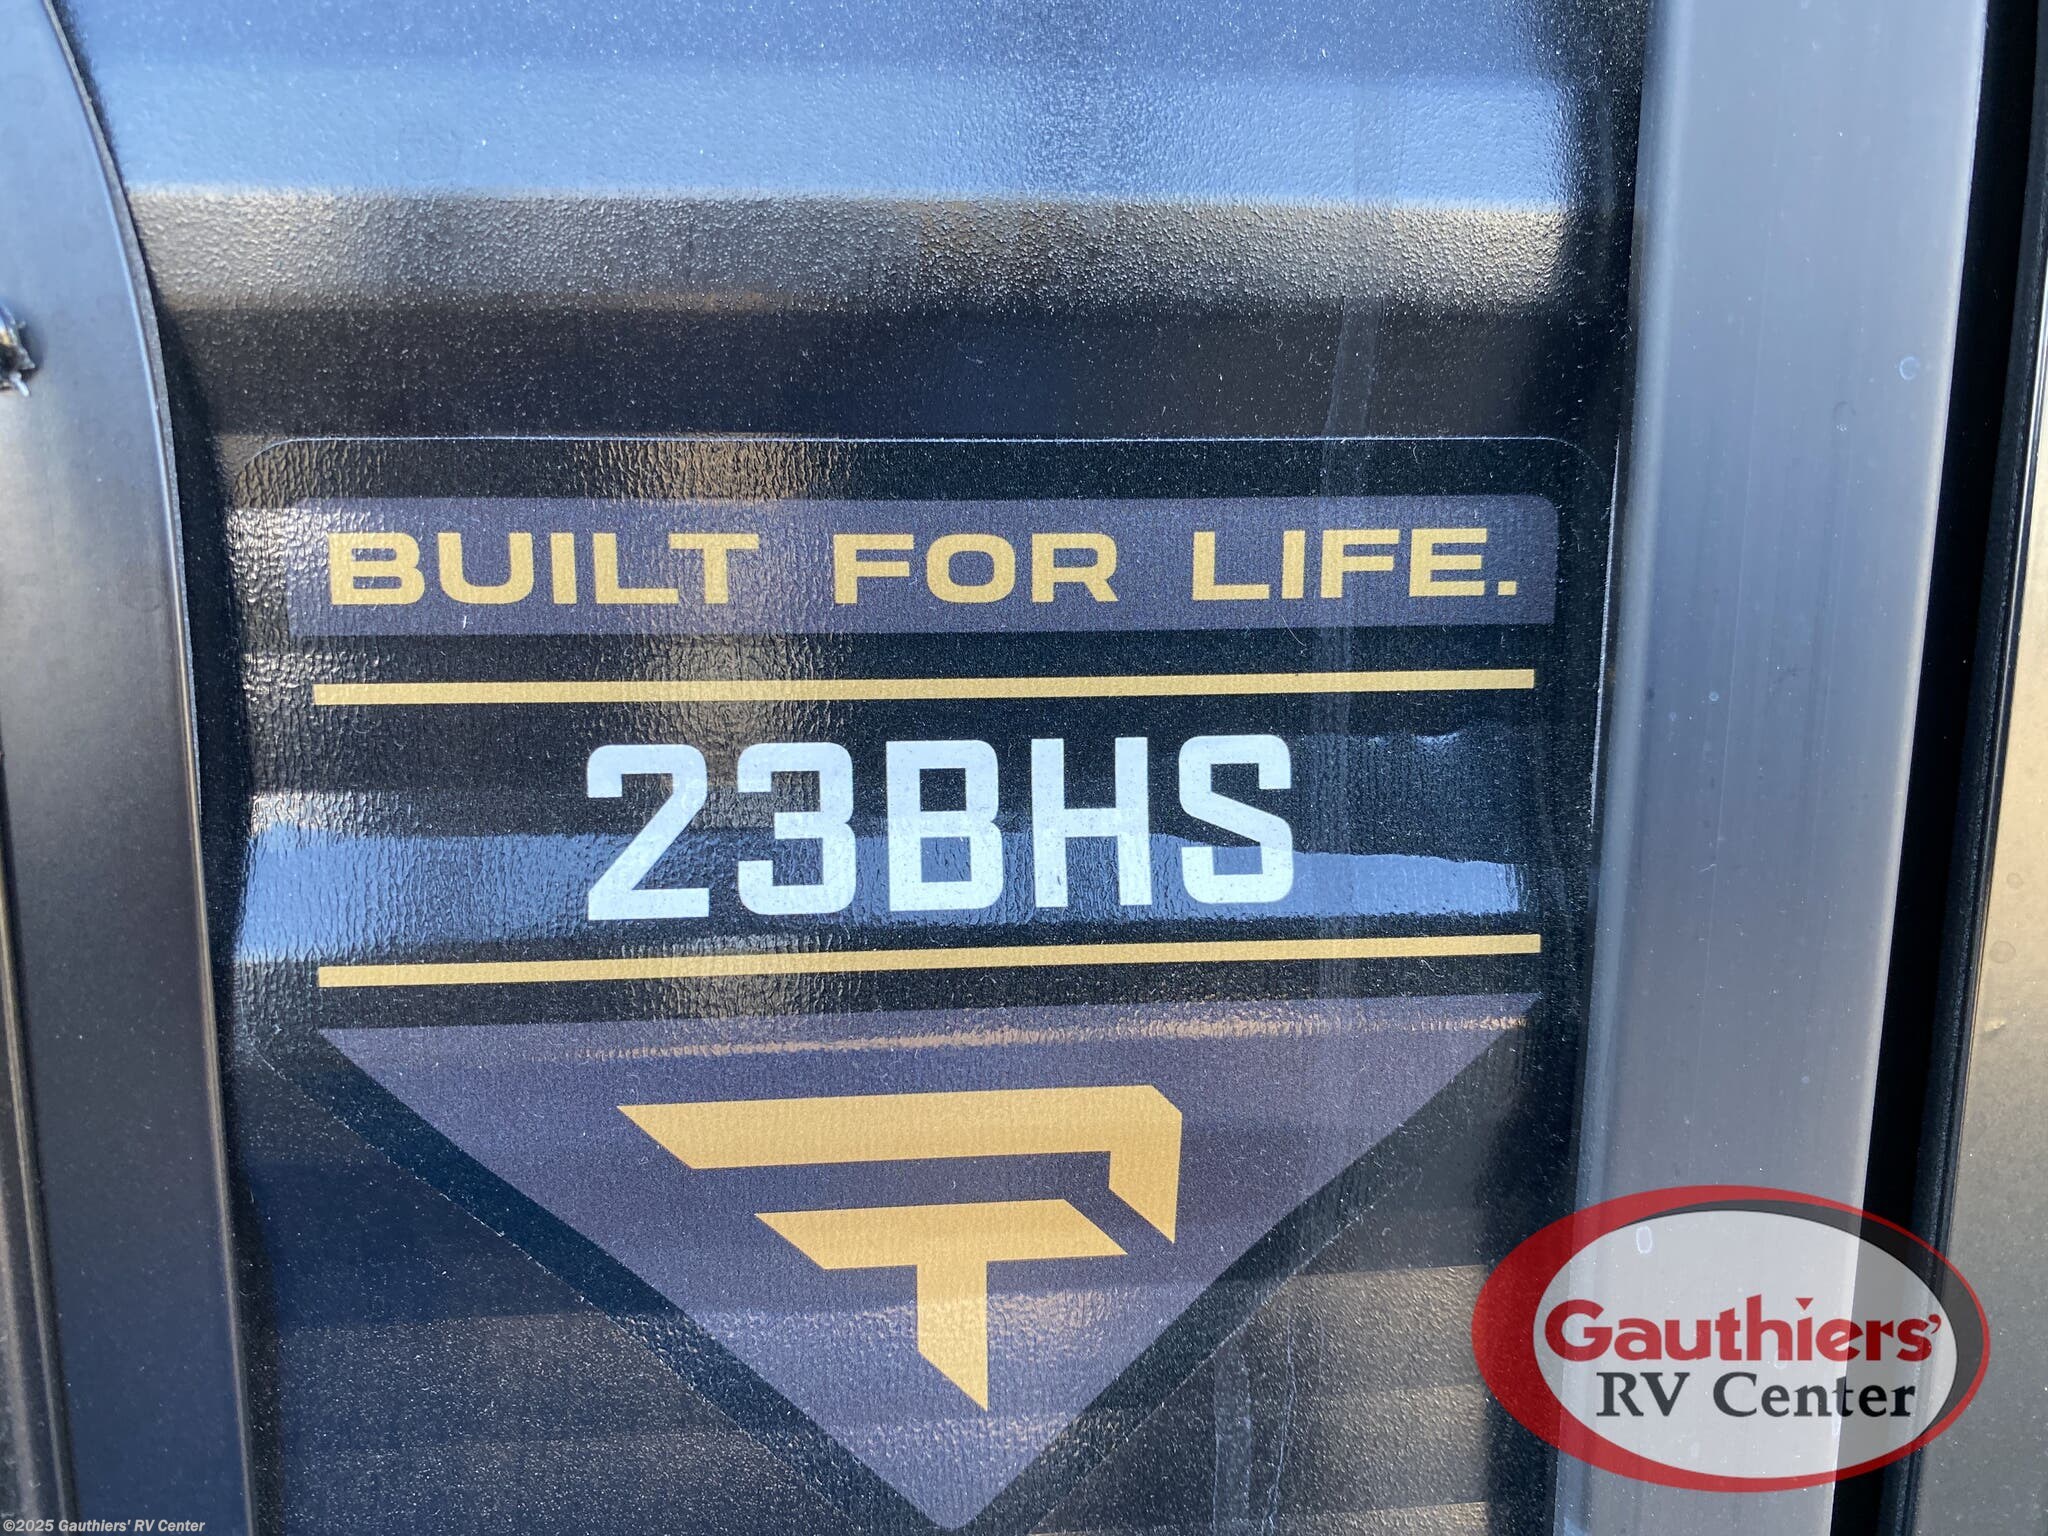 BUILT FOR LIFE.
23BHS
Gauthiers'
RV Center
©2025 Gauthiers' RV Center